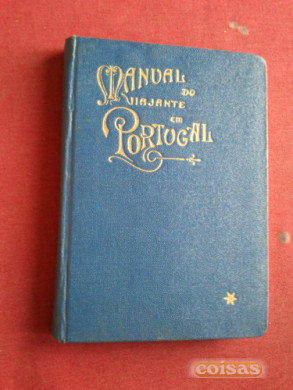 MANUAL
DO
VIAJANTE
EM
PORTUGAL
coisas